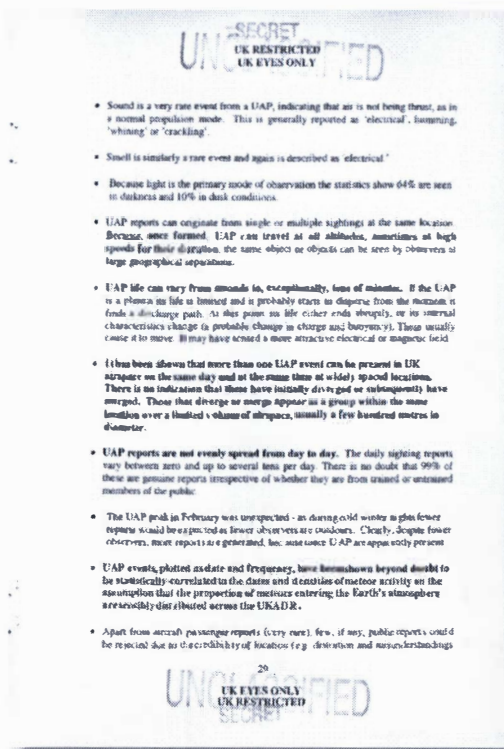 SECRET
UNCLASSIFIED
UK RESTRICTED
UK EYES ONLY
• Sound is a very rare event from a UAP, indicating that air is not being thrust, as in
a normal propulsion mode. This is generally reported as 'electrical', humming,
'whining' or 'crackling'.
• Smell is similarly a rare event and again is described as 'electrical.'
• Because light is the primary mode of observation the statistics show 64% are seen
in darkness and 10% in dusk conditions.
• UAP reports can originate from single or multiple sightings at the same location.
Because, once formed, UAP can travel at all altitudes, sometimes at high
speeds for their duration, the same object or objects can be seen by observers at
large geographical separations.
• UAP life can vary from seconds to, exceptionally, tens of minutes. If the UAP
is a plasma its life is limited and it probably starts to disperse from the moment it
finds a discharge path. At this point its life either ends abruptly, or its internal
characteristics change (a probable change in charge and buoyancy). These usually
cause it to move. It may have sensed a more attractive electrical or magnetic field.
• It has been shown that more than one UAP event can be present in UK
airspace on the same day and at the same time at widely spaced locations.
There is no indication that these have initially diverged or subsequently have
merged. Those that diverge or merge appear as a group within the same
location over a limited volume of airspace, usually a few hundred metres in
diameter.
• UAP reports are not evenly spread from day to day. The daily sighting reports
vary between zero and up to several tens per day. There is no doubt that 99% of
these are genuine reports irrespective of whether they are from trained or untrained
members of the public.
• The UAP peak in February was unexpected - as during cold winter nights fewer
reports would be expected as fewer observers are outdoors. Clearly, despite fewer
observers, more reports are generated, because more UAP are apparently present
• UAP events, plotted as date and frequency, have been shown beyond doubt to
be statistically correlated to the dates and densities of meteor activity on the
assumption that the proportion of meteors entering the Earth's atmosphere
are evenly distributed across the UKADR.
• Apart from aircraft passenger reports (very rare), few, if any, public reports could
be rejected due to the credibility of location (e.g. distortion and misunderstandings
29
UNCLASSIFIED
UK EYES ONLY
UK RESTRICTED
SECRET